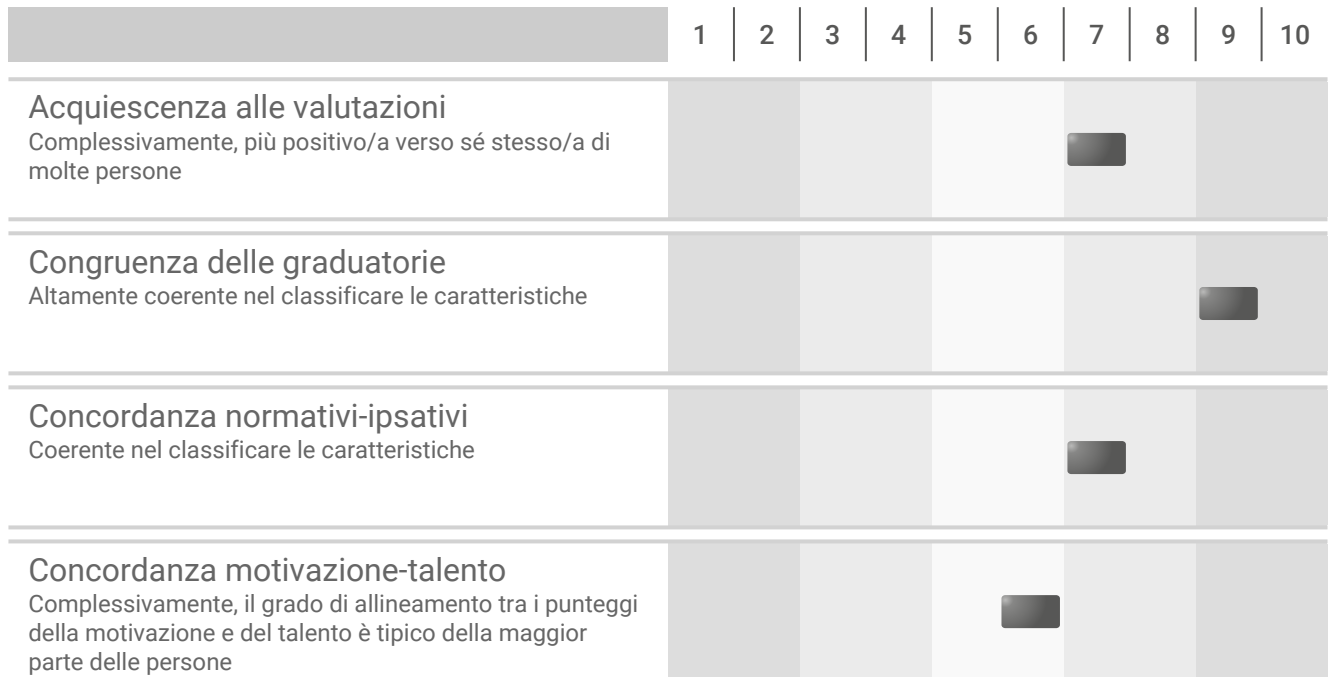 1 2 3 4 5 6 7 8 9 10
Acquiescenza alle valutazioni
Complessivamente, più positivo/a verso sé stesso/a di
molte persone
Congruenza delle graduatorie
Altamente coerente nel classificare le caratteristiche
Concordanza normativi-ipsativi
Coerente nel classificare le caratteristiche
Concordanza motivazione-talento
Complessivamente, il grado di allineamento tra i punteggi
della motivazione e del talento è tipico della maggior
parte delle persone